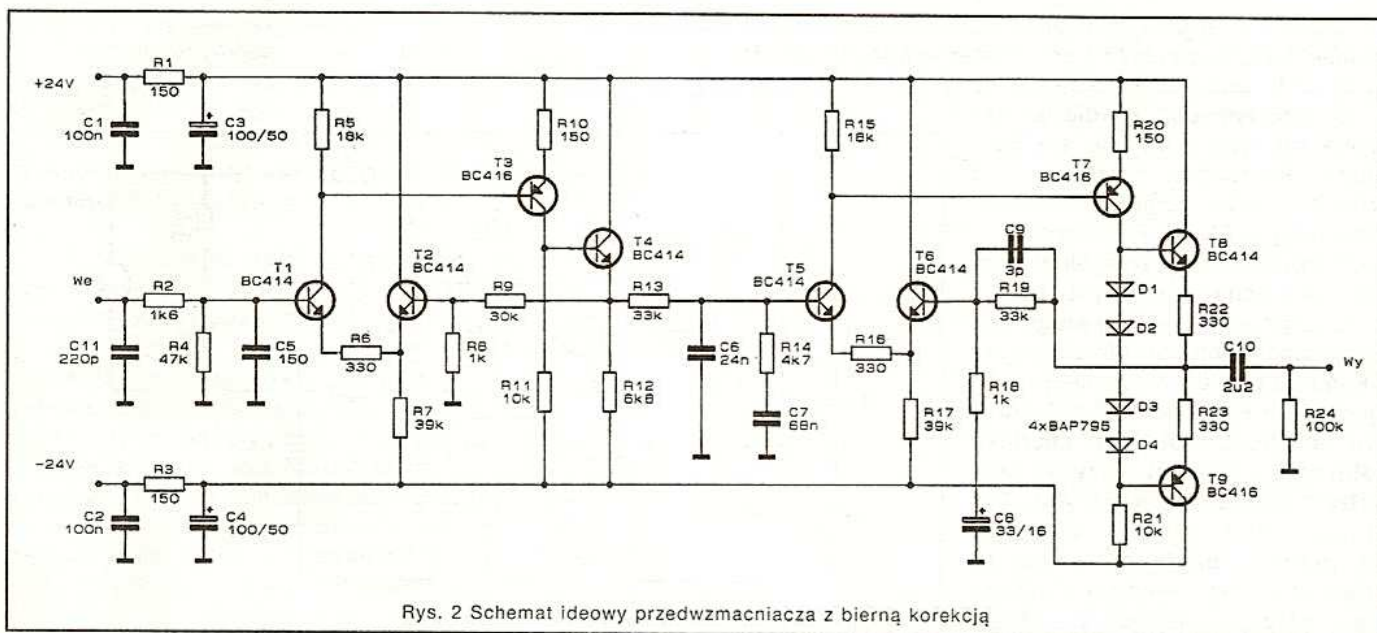 +24V
R1
150
C1
100n
C3
100/50
R5
18k
R10
150
T3
BC416
R15
18k
R20
150
T7
BC416
T4
BC414
C9
3p
T8
BC414
We
R2
1k6
T1
BC414
T2
BC414
R9
30k
R13
33k
T5
BC414
T6
BC414
R19
33k
D1
D2
R22
330
C11
220p
R4
47k
C5
150
R6
330
R8
1k
R11
10k
R12
6k8
C6
24n
R14
4k7
R16
330
R18
1k
C10
2u2
Wy
R7
39k
C7
68n
R17
39k
D3
4xBAP795
D4
R23
330
R24
100k
-24V
R3
150
T9
BC416
C2
100n
C4
100/50
C8
33/16
R21
10k
Rys. 2 Schemat ideowy przedwzmacniacza z bierną korekcją